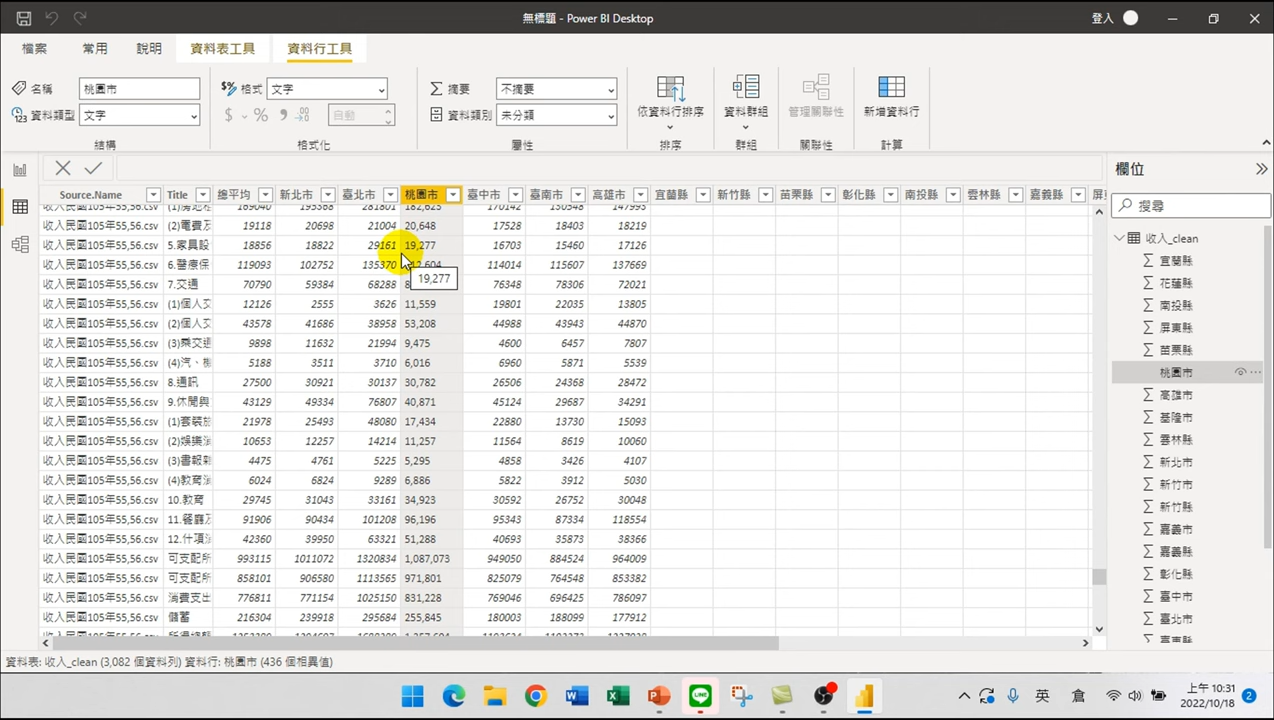 無標題 - Power BI Desktop
登入
檔案 常用 說明 資料表工具 資料行工具
名稱 桃園市 格式 文字 摘要 不摘要
資料類型 文字 $ % 自動 資料類別 未分類
依資料行排序 資料群組 管理關聯性 新增資料行
結構 格式化 屬性 排序 群組 關聯性 計算
欄位
搜尋
Source.Name Title 總平均 新北市 臺北市 桃園市 臺中市 臺南市 高雄市 宜蘭縣 新竹縣 苗栗縣 彰化縣 南投縣 雲林縣 嘉義縣
收入民國105年55,56.csv 189040 195388 281801 182,625 170142 150548 147995
收入民國105年55,56.csv (2)電費及 19118 20698 21004 20,648 17528 18403 18219
收入民國105年55,56.csv 5.家具設 18856 18822 29161 19,277 16703 15460 17126
收入民國105年55,56.csv 6.醫療保 119093 102752 135370 114014 115607 137669
19,277
收入民國105年55,56.csv 7.交通 70790 59384 68288 76348 78306 72021
收入民國105年55,56.csv (1)個人交 12126 2555 3626 11,559 19801 22035 13805
收入民國105年55,56.csv (2)個人交 43578 41686 38958 53,208 44988 43943 44870
收入民國105年55,56.csv (3)乘交通 9898 11632 21994 9,475 4600 6457 7807
收入民國105年55,56.csv (4)汽、機 5188 3511 3710 6,016 6960 5871 5539
收入民國105年55,56.csv 8.通訊 27500 30921 30137 30,782 26506 24368 28472
收入民國105年55,56.csv 9.休閒與 43129 49334 76807 40,871 45124 29687 34291
收入民國105年55,56.csv (1)套裝旅 21978 25493 48080 17,434 22880 13730 15093
收入民國105年55,56.csv (2)娛樂消 10653 12257 14214 11,257 11564 8619 10060
收入民國105年55,56.csv (3)書報雜 4475 4761 5225 5,295 4858 3426 4107
收入民國105年55,56.csv (4)教育消 6024 6824 9289 6,886 5822 3912 5030
收入民國105年55,56.csv 10.教育 29745 31043 33161 34,923 30592 26752 30048
收入民國105年55,56.csv 11.餐廳及 91906 90434 101208 96,196 95343 87334 118554
收入民國105年55,56.csv 12.什項消 42360 39950 63321 51,288 40693 35873 38366
收入民國105年55,56.csv 可支配所 993115 1011072 1320834 1,087,073 949050 884524 964009
收入民國105年55,56.csv 可支配所 858101 906580 1113565 971,801 825079 764548 853382
收入民國105年55,56.csv 消費支出 776811 771154 1025150 831,228 769046 696425 786097
收入民國105年55,56.csv 儲蓄 216304 239918 295684 255,845 180003 188099 177912
收入_clean
宜蘭縣
花蓮縣
南投縣
屏東縣
苗栗縣
桃園市
高雄市
基隆市
雲林縣
新北市
新竹市
新竹縣
嘉義市
嘉義縣
彰化縣
臺中市
臺北市
臺東縣
資料表: 收入_clean (3,082 個資料列) 資料行: 桃園市 (436 個相異值)
英 倉 上午 10:31
2022/10/18 2